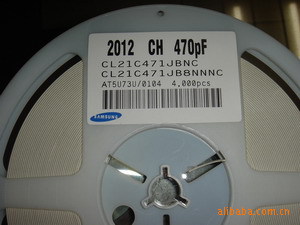 2012 CH 470pF
CL21C471JBNC
CL21C471JB8NNNC
AT5U73U/0104 4,000pcs
SAMSUNG
alibaba.com.cn